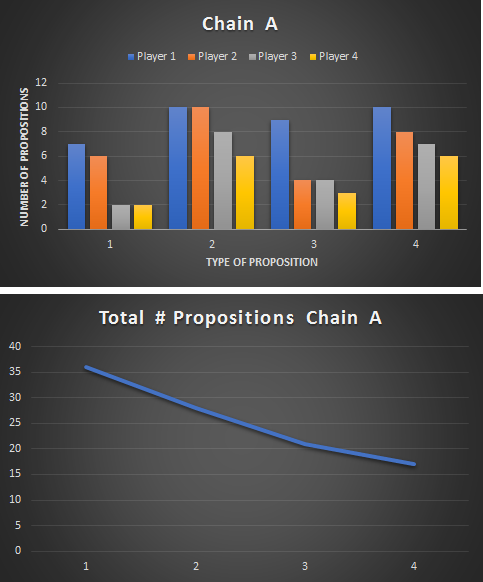 Chain A
Player 1 Player 2 Player 3 Player 4
NUMBER OF PROPOSITIONS
12
10
8
6
4
2
0
1 2 3 4
TYPE OF PROPOSITION
Total # Propositions Chain A
40
35
30
25
20
15
10
5
0
1 2 3 4